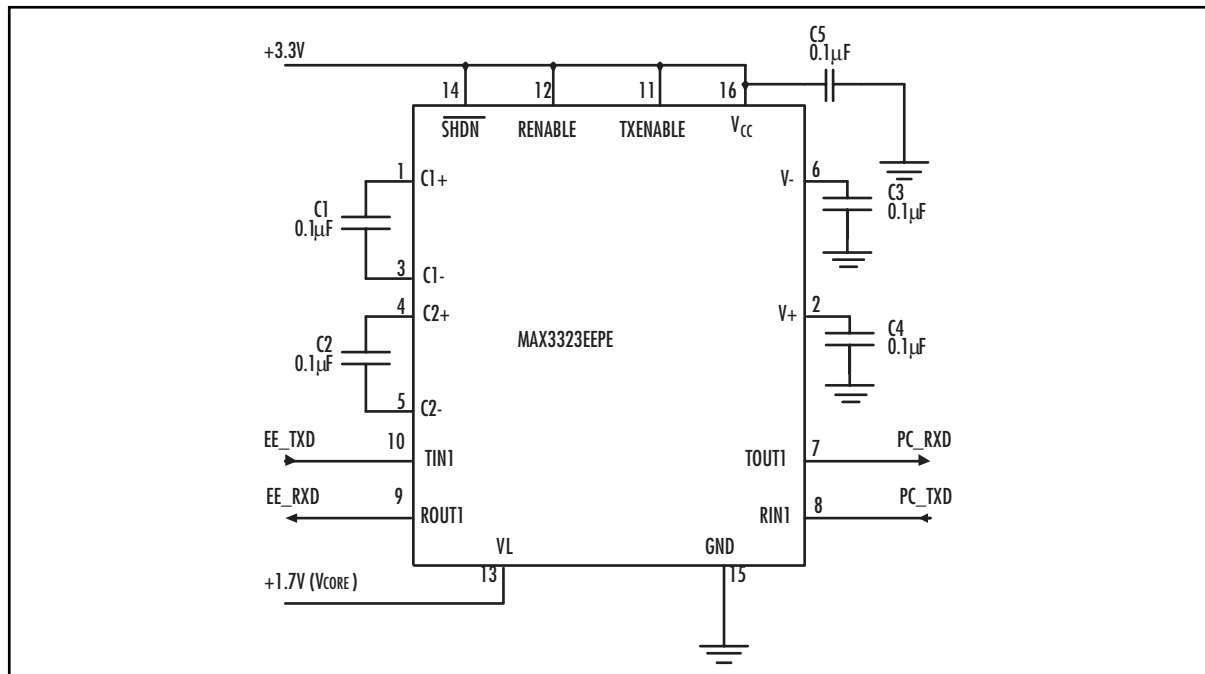 C5
0.1μF
+3.3V
14
12
11
16
SHDN
RENABLE
TXENABLE
VCC
1
C1+
C1
0.1μF
3
C1-
4
C2+
C2
0.1μF
5
C2-
6
V-
C3
0.1μF
2
V+
C4
0.1μF
MAX3323EEPE
EE_TXD
10
TIN1
EE_RXD
9
ROUT1
TOUT1
7
PC_RXD
RIN1
8
PC_TXD
VL
13
GND
15
+1.7V (VCORE)